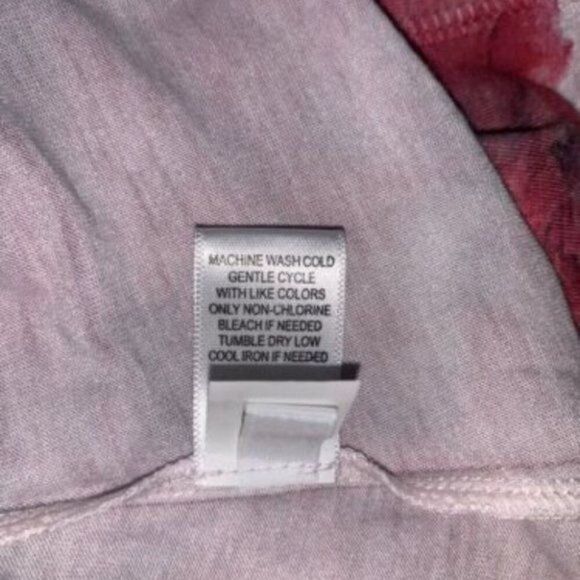 MACHINE WASH COLD
GENTLE CYCLE
WITH LIKE COLORS
ONLY NON-CHLORINE
BLEACH IF NEEDED
TUMBLE DRY LOW
COOL IRON IF NEEDED